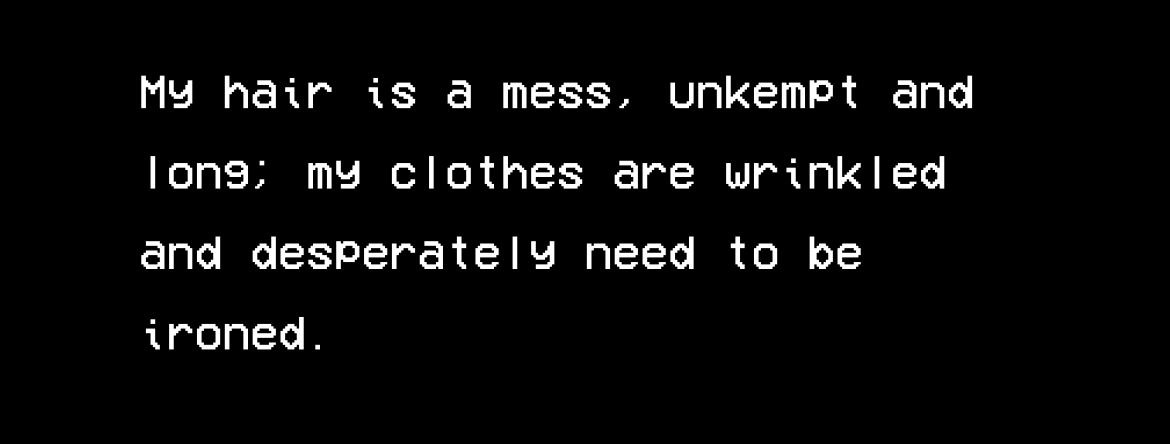 My hair is a mess, unkempt and
long; my clothes are wrinkled
and desperately need to be
ironed.